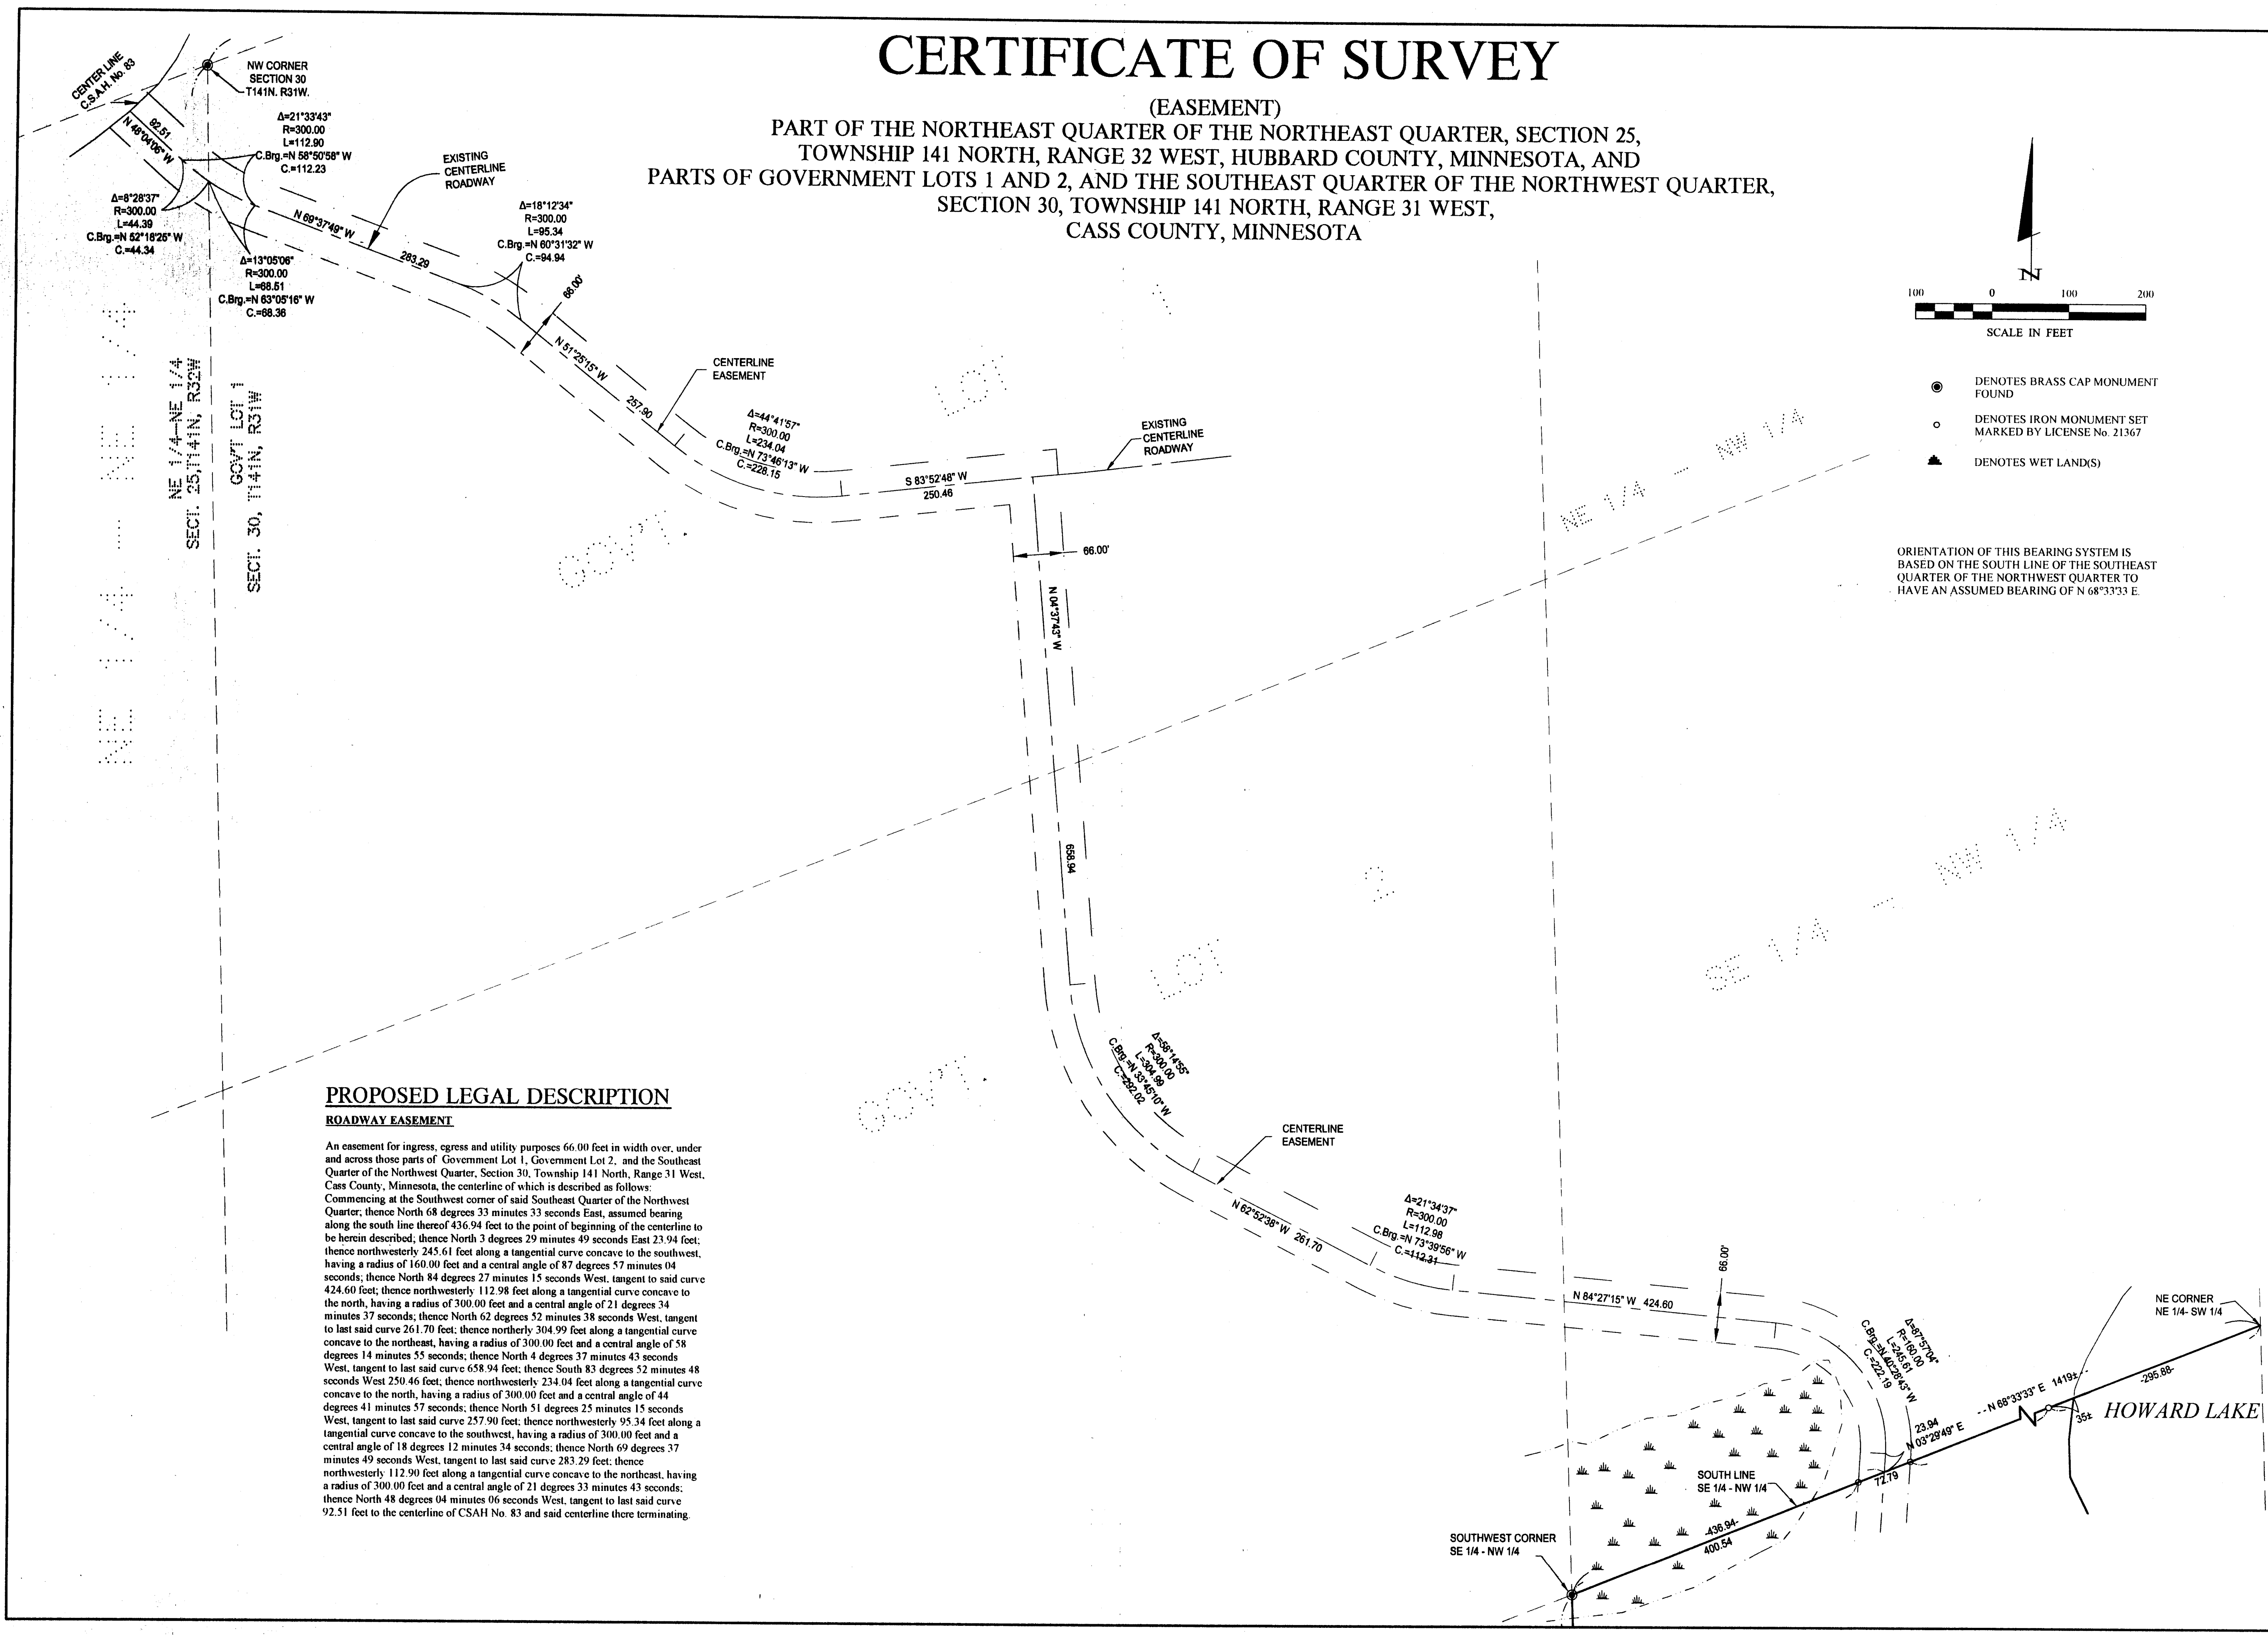 CERTIFICATE OF SURVEY
(EASEMENT)
PART OF THE NORTHEAST QUARTER OF THE NORTHEAST QUARTER, SECTION 25,
TOWNSHIP 141 NORTH, RANGE 32 WEST, HUBBARD COUNTY, MINNESOTA, AND
PARTS OF GOVERNMENT LOTS 1 AND 2, AND THE SOUTHEAST QUARTER OF THE NORTHWEST QUARTER,
SECTION 30, TOWNSHIP 141 NORTH, RANGE 31 WEST,
CASS COUNTY, MINNESOTA
CENTER LINE
C.S.A.H. No. 83
NW CORNER
SECTION 30
T141N. R31W.
92.51
N 48°04'06" W
Δ=21°33'43"
R=300.00
L=112.90
C.Brg.=N 58°50'58" W
C.=112.23
Δ=8°28'37"
R=300.00
L=44.39
C.Brg.=N 52°18'25" W
C.=44.34
Δ=13°05'06"
R=300.00
L=68.51
C.Brg.=N 63°05'16" W
C.=68.36
EXISTING
CENTERLINE
ROADWAY
N 69°37'49" W
283.29
Δ=18°12'34"
R=300.00
L=95.34
C.Brg.=N 60°31'32" W
C.=94.94
66.00'
N 51°25'15" W
257.90
CENTERLINE
EASEMENT
Δ=44°41'57"
R=300.00
L=234.04
C.Brg.=N 73°46'13" W
C.=228.15
S 83°52'48" W
250.46
EXISTING
CENTERLINE
ROADWAY
66.00'
N 04°37'43" W
658.94
NE 1/4 - NE 1/4
NE 1/4-NE 1/4
SECT. 25,T141N, R32W
GOV'T LOT 1
SECT. 30, T141N, R31W
GOV'T. LOT 1
NE 1/4 - NW 1/4
GOV'T. LOT 2
SE 1/4 - NW 1/4
N
100 0 100 200
SCALE IN FEET
DENOTES BRASS CAP MONUMENT
FOUND
DENOTES IRON MONUMENT SET
MARKED BY LICENSE No. 21367
DENOTES WET LAND(S)
ORIENTATION OF THIS BEARING SYSTEM IS
BASED ON THE SOUTH LINE OF THE SOUTHEAST
QUARTER OF THE NORTHWEST QUARTER TO
HAVE AN ASSUMED BEARING OF N 68°33'33 E.
Δ=58°14'55"
R=300.00
L=304.99
C.Brg.=N 33°45'10" W
C.=292.02
CENTERLINE
EASEMENT
N 62°52'38" W 261.70
Δ=21°34'37"
R=300.00
L=112.98
C.Brg.=N 73°39'56" W
C.=112.31
N 84°27'15" W 424.60
66.00'
Δ=87°57'04"
R=160.00
L=245.61
C.Brg.=N 40°28'43" W
C.=222.19
23.94
N 03°29'49" E
N 68°33'33" E 1419±
35±
-295.88-
HOWARD LAKE
NE CORNER
NE 1/4- SW 1/4
SOUTH LINE
SE 1/4 - NW 1/4
72.79
-436.94-
400.54
SOUTHWEST CORNER
SE 1/4 - NW 1/4
PROPOSED LEGAL DESCRIPTION
ROADWAY EASEMENT
An easement for ingress, egress and utility purposes 66.00 feet in width over, under
and across those parts of Government Lot 1, Government Lot 2, and the Southeast
Quarter of the Northwest Quarter, Section 30, Township 141 North, Range 31 West,
Cass County, Minnesota, the centerline of which is described as follows:
Commencing at the Southwest corner of said Southeast Quarter of the Northwest
Quarter; thence North 68 degrees 33 minutes 33 seconds East, assumed bearing
along the south line thereof 436.94 feet to the point of beginning of the centerline to
be herein described; thence North 3 degrees 29 minutes 49 seconds East 23.94 feet;
thence northwesterly 245.61 feet along a tangential curve concave to the southwest,
having a radius of 160.00 feet and a central angle of 87 degrees 57 minutes 04
seconds; thence North 84 degrees 27 minutes 15 seconds West, tangent to said curve
424.60 feet; thence northwesterly 112.98 feet along a tangential curve concave to
the north, having a radius of 300.00 feet and a central angle of 21 degrees 34
minutes 37 seconds; thence North 62 degrees 52 minutes 38 seconds West, tangent
to last said curve 261.70 feet; thence northerly 304.99 feet along a tangential curve
concave to the northeast, having a radius of 300.00 feet and a central angle of 58
degrees 14 minutes 55 seconds; thence North 4 degrees 37 minutes 43 seconds
West, tangent to last said curve 658.94 feet; thence South 83 degrees 52 minutes 48
seconds West 250.46 feet; thence northwesterly 234.04 feet along a tangential curve
concave to the north, having a radius of 300.00 feet and a central angle of 44
degrees 41 minutes 57 seconds; thence North 51 degrees 25 minutes 15 seconds
West, tangent to last said curve 257.90 feet; thence northwesterly 95.34 feet along a
tangential curve concave to the southwest, having a radius of 300.00 feet and a
central angle of 18 degrees 12 minutes 34 seconds; thence North 69 degrees 37
minutes 49 seconds West, tangent to last said curve 283.29 feet; thence
northwesterly 112.90 feet along a tangential curve concave to the northeast, having
a radius of 300.00 feet and a central angle of 21 degrees 33 minutes 43 seconds;
thence North 48 degrees 04 minutes 06 seconds West, tangent to last said curve
92.51 feet to the centerline of CSAH No. 83 and said centerline there terminating.